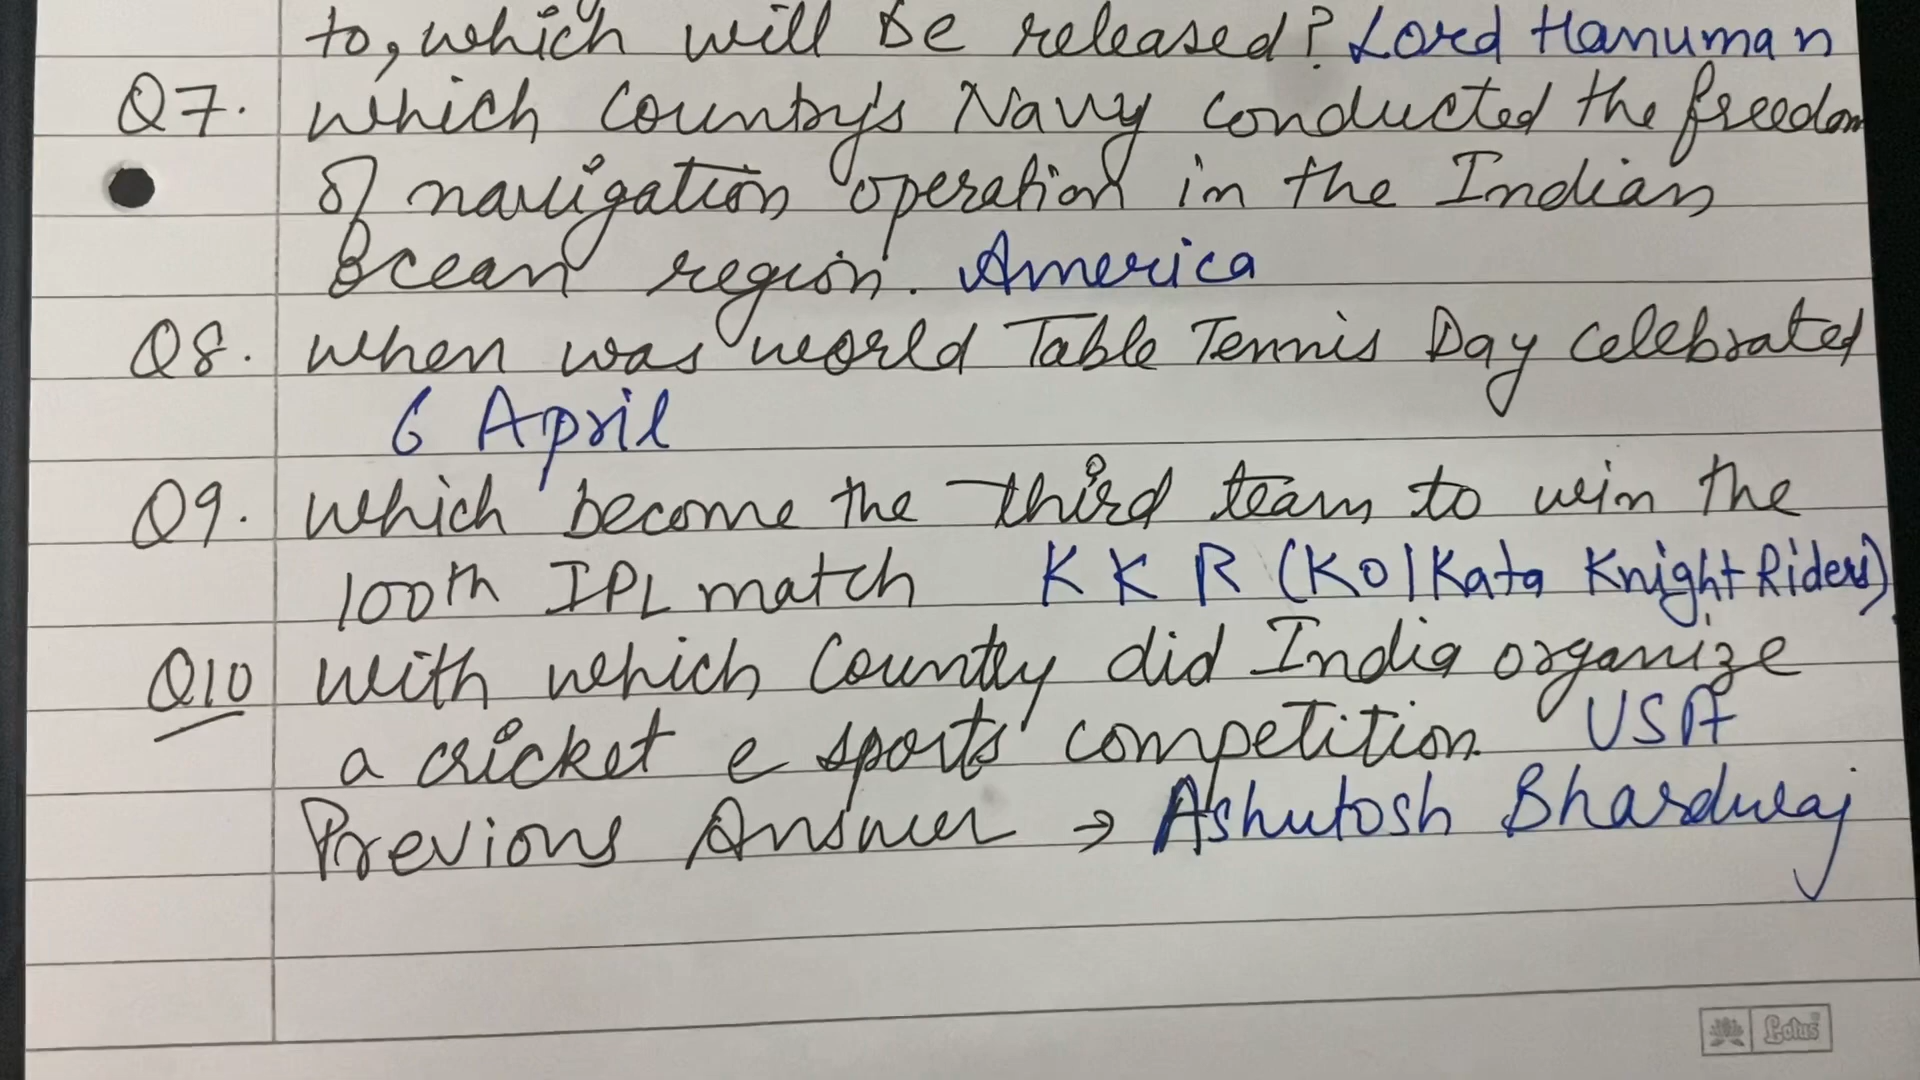 to, which will be released? Lord Hanuman
Q7. which country's Navy conducted the freedom
of navigation operation in the Indian
Ocean region. America
Q8. when was world Table Tennis Day celebrated
6 April
Q9. which become the third team to win the
100th IPL match KKR (Kolkata Knight Riders)
Q10 with which Country did India organize
a cricket e sports competition. USA
Previous Answer → Ashutosh Bhardwaj
Lotus